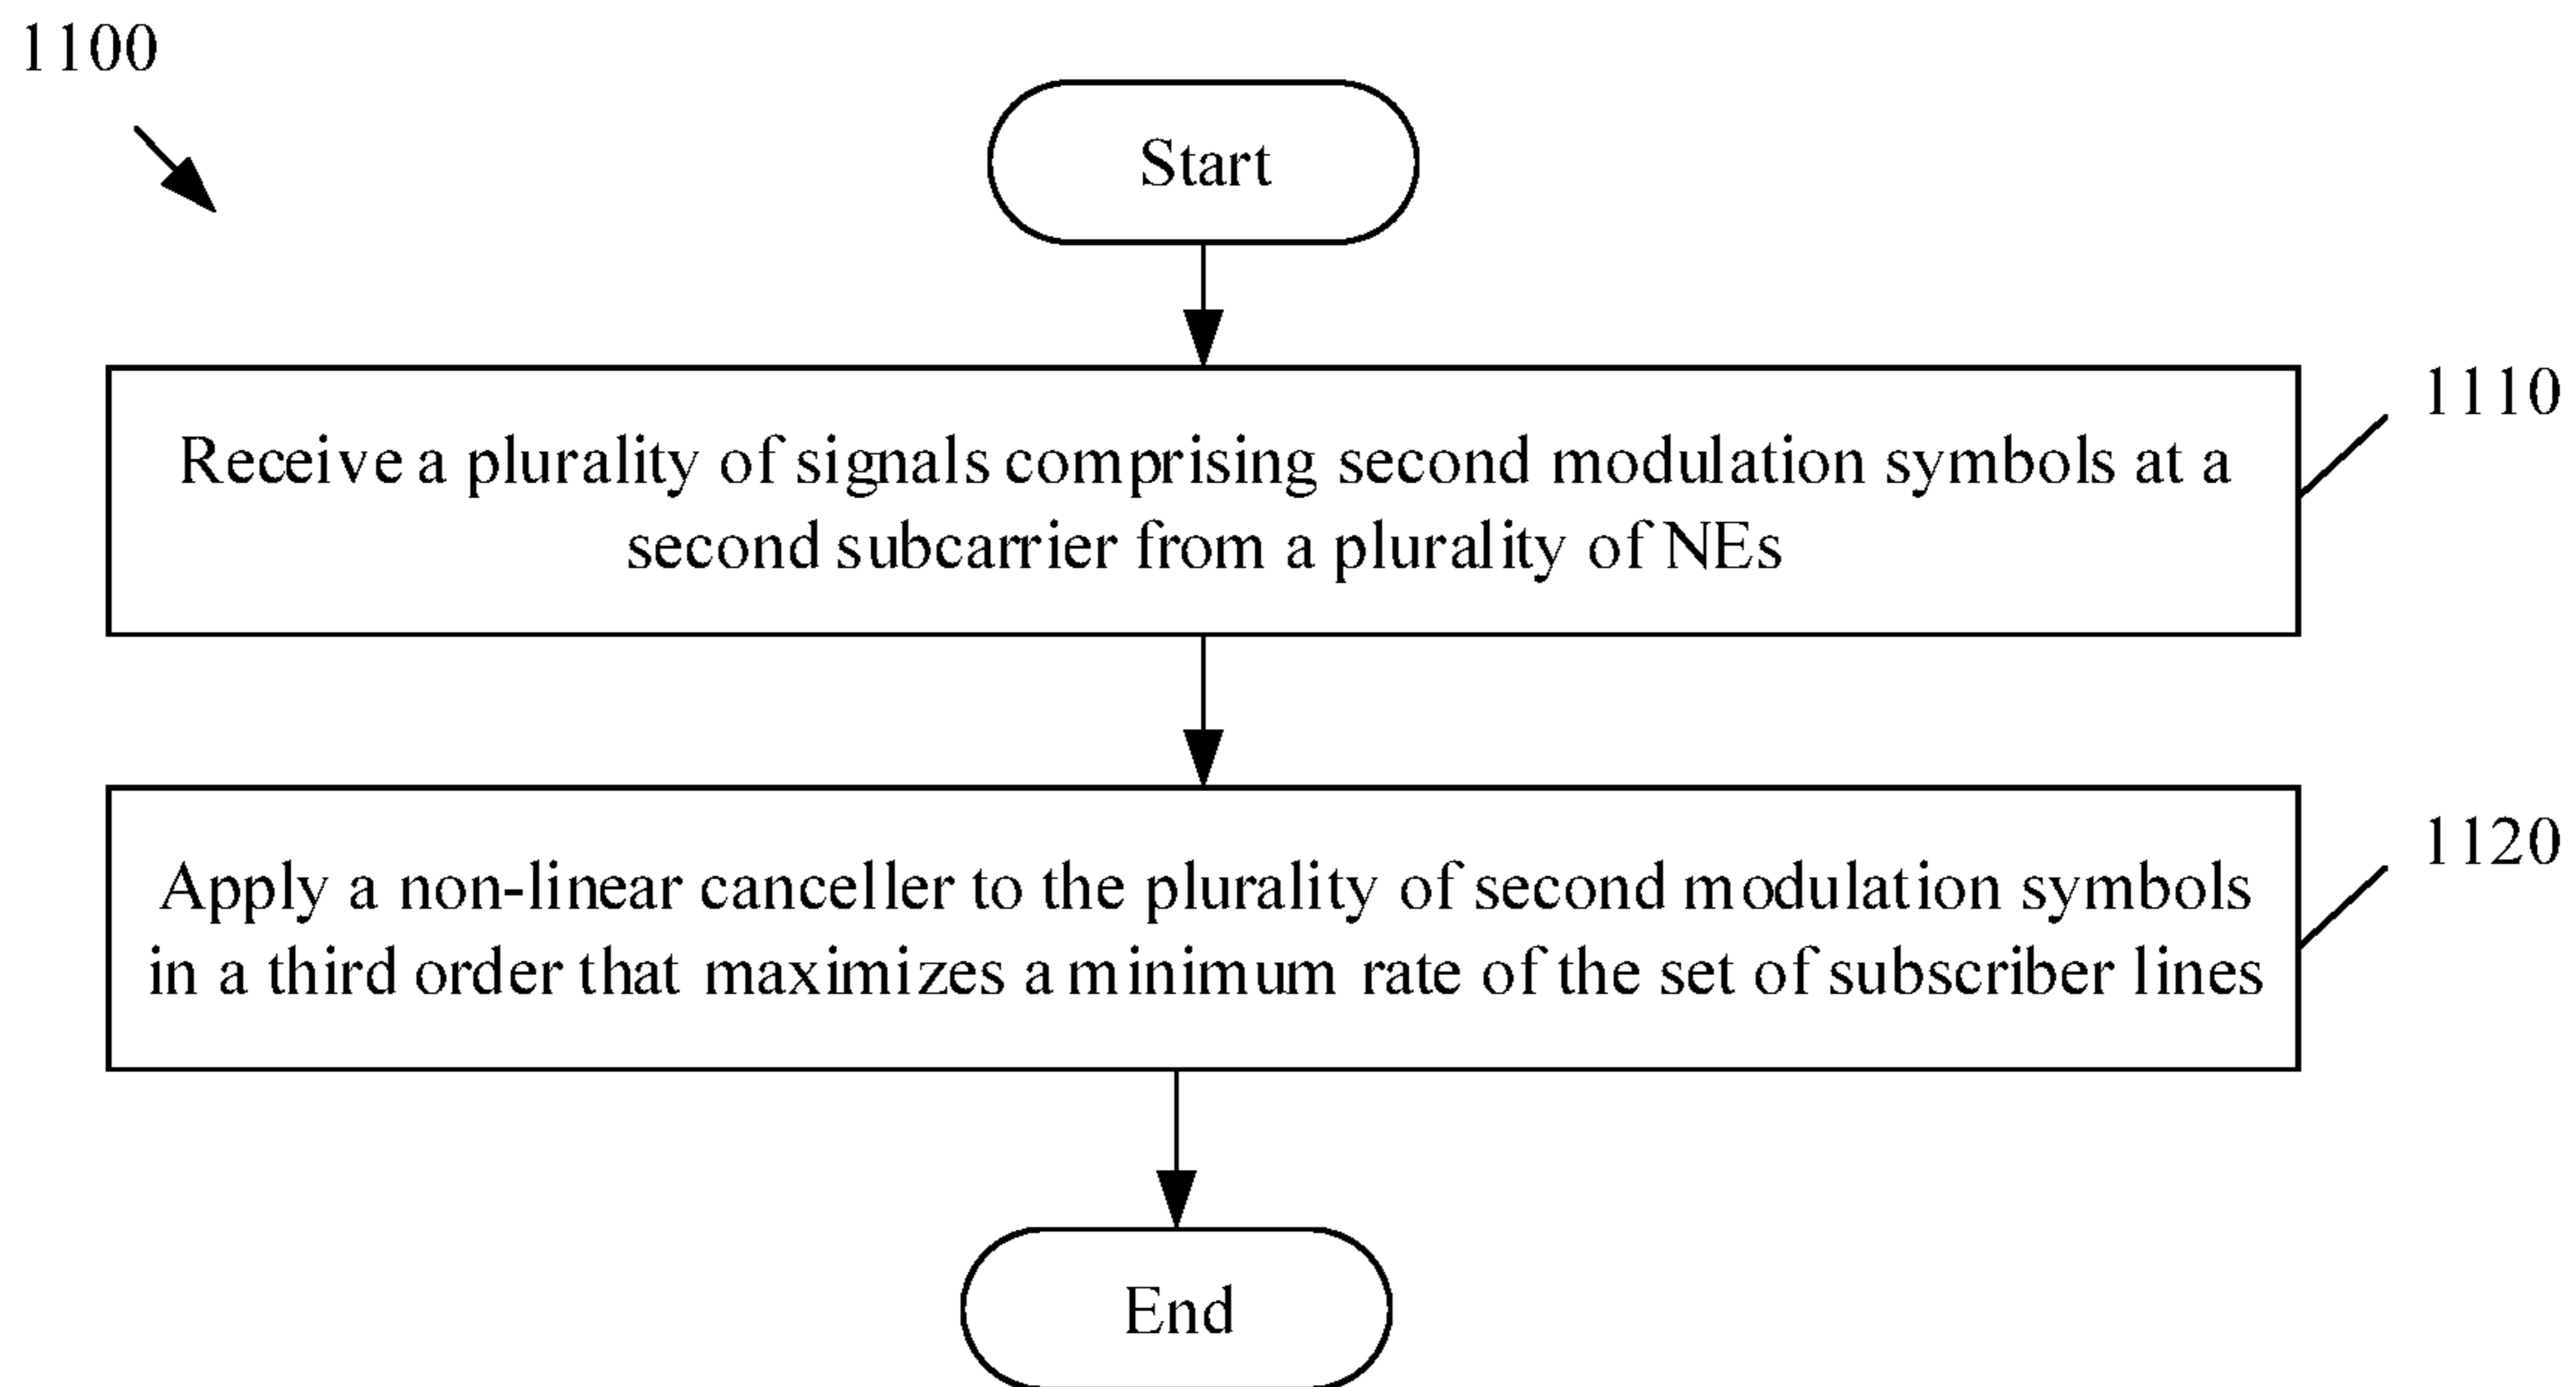 1100
Start
1110
Receive a plurality of signals comprising second modulation symbols at a
second subcarrier from a plurality of NEs
1120
Apply a non-linear canceller to the plurality of second modulation symbols
in a third order that maximizes a minimum rate of the set of subscriber lines
End